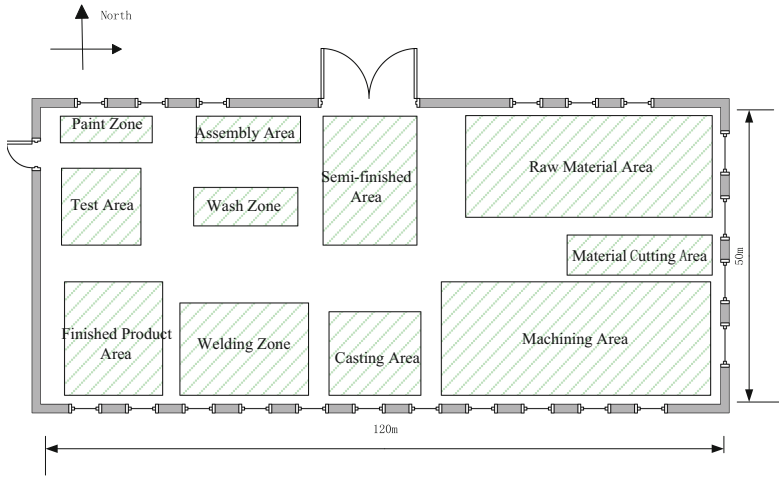 North
Paint Zone
Assembly Area
Semi-finished
Area
Raw Material Area
Test Area
Wash Zone
Material Cutting Area
50m
Finished Product
Area
Welding Zone
Casting Area
Machining Area
120m